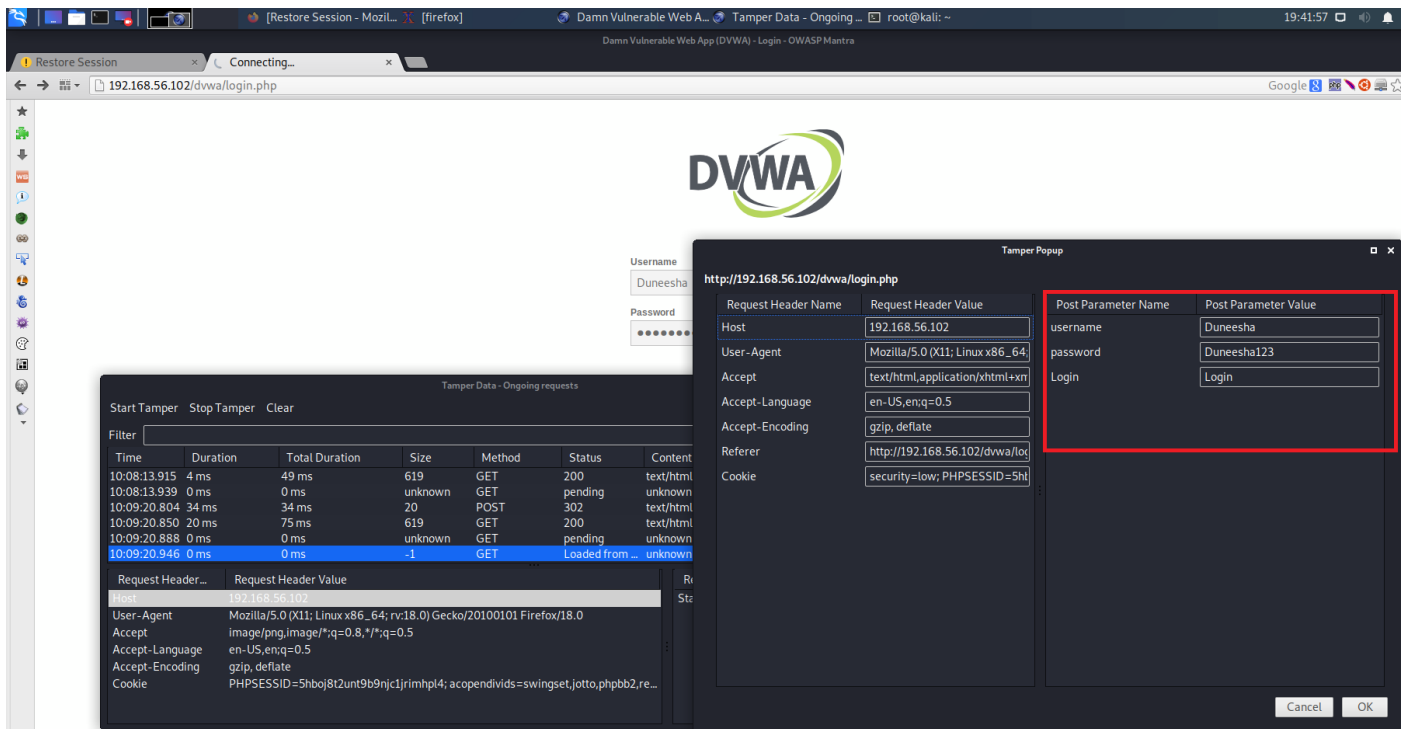 [Restore Session - Mozil... [firefox] Damn Vulnerable Web A... Tamper Data - Ongoing ... root@kali: ~ 19:41:57
Damn Vulnerable Web App (DVWA) - Login - OWASP Mantra
Restore Session × Connecting... ×
192.168.56.102/dvwa/login.php Google
DVWA
Username
Duneesha
Password
Tamper Popup
http://192.168.56.102/dvwa/login.php
Request Header Name Request Header Value Post Parameter Name Post Parameter Value
Host 192.168.56.102 username Duneesha
User-Agent Mozilla/5.0 (X11; Linux x86_64; password Duneesha123
Accept text/html,application/xhtml+xm Login Login
Accept-Language en-US,en;q=0.5
Accept-Encoding gzip, deflate
Referer http://192.168.56.102/dvwa/log
Cookie security=low; PHPSESSID=5hb
Cancel OK
Tamper Data - Ongoing requests
Start Tamper Stop Tamper Clear
Filter
Time Duration Total Duration Size Method Status Content
10:08:13.915 4 ms 49 ms 619 GET 200 text/html
10:08:13.939 0 ms 0 ms unknown GET pending unknown
10:09:20.804 34 ms 34 ms 20 POST 302 text/html
10:09:20.850 20 ms 75 ms 619 GET 200 text/html
10:09:20.888 0 ms 0 ms unknown GET pending unknown
10:09:20.946 0 ms 0 ms -1 GET Loaded from ... unknown
Request Header... Request Header Value Re
Host 192.168.56.102 Sta
User-Agent Mozilla/5.0 (X11; Linux x86_64; rv:18.0) Gecko/20100101 Firefox/18.0
Accept image/png,image/*;q=0.8,*/*;q=0.5
Accept-Language en-US,en;q=0.5
Accept-Encoding gzip, deflate
Cookie PHPSESSID=5hboj8t2unt9b9njc1jrimhpl4; acopendivids=swingset,jotto,phpbb2,re...